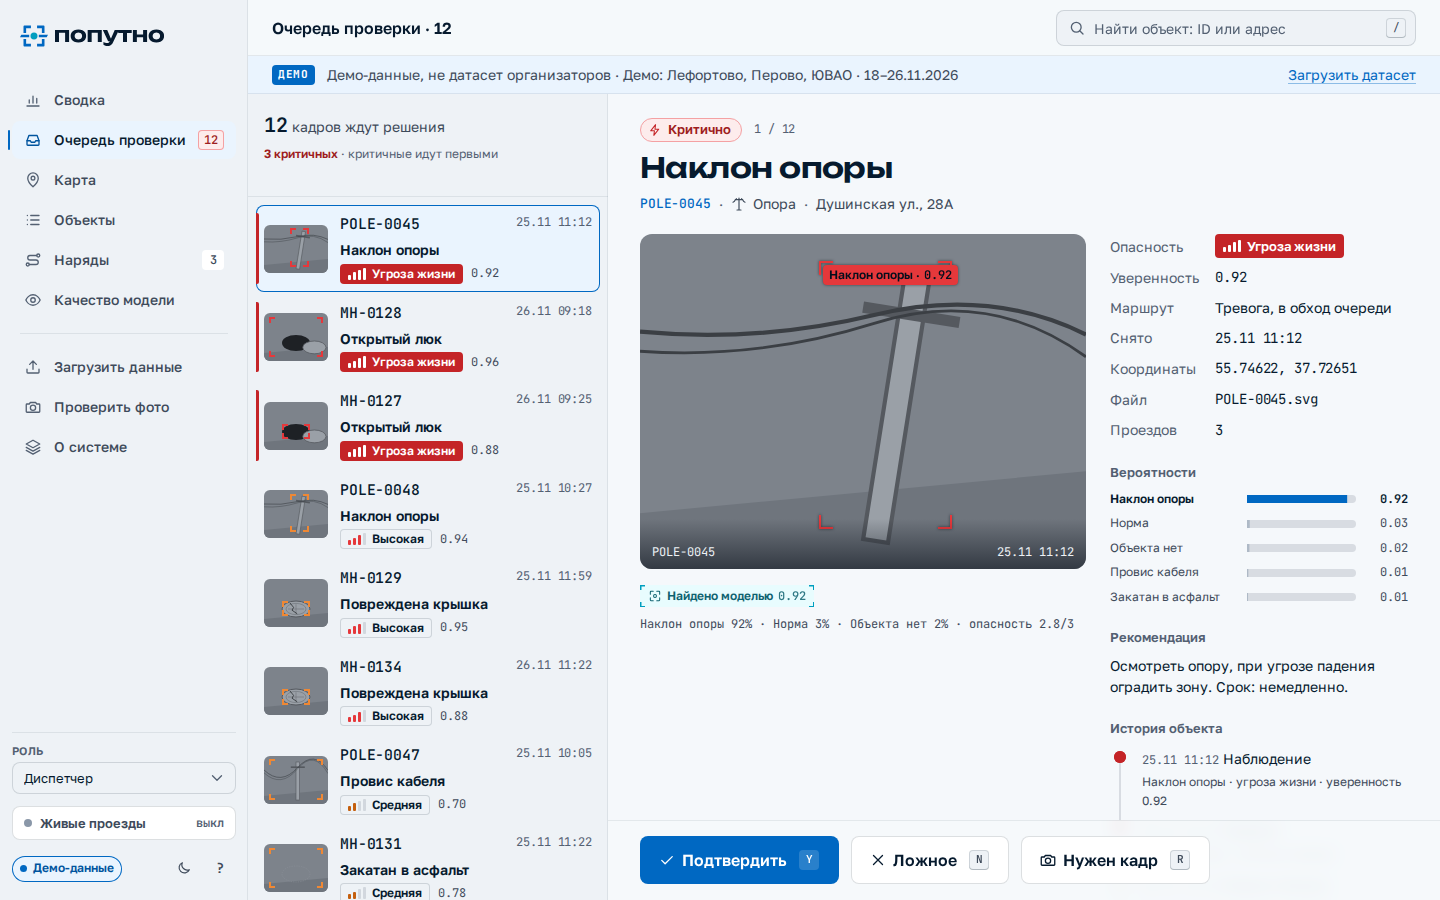 ПОПУТНО
Сводка
Очередь проверки 12
Карта
Объекты
Наряды 3
Качество модели
Загрузить данные
Проверить фото
О системе
РОЛЬ
Диспетчер
Живые проезды ВЫКЛ
Демо-данные ?
Очередь проверки · 12
Найти объект: ID или адрес /
ДЕМО Демо-данные, не датасет организаторов · Демо: Лефортово, Перово, ЮВАО · 18–26.11.2026 Загрузить датасет
12 кадров ждут решения
3 критичных · критичные идут первыми
POLE-0045 25.11 11:12
Наклон опоры
Угроза жизни 0.92
MH-0128 26.11 09:18
Открытый люк
Угроза жизни 0.96
MH-0127 26.11 09:25
Открытый люк
Угроза жизни 0.88
POLE-0048 25.11 10:27
Наклон опоры
Высокая 0.94
MH-0129 25.11 11:59
Повреждена крышка
Высокая 0.95
MH-0134 26.11 11:22
Повреждена крышка
Высокая 0.88
POLE-0047 25.11 10:05
Провис кабеля
Средняя 0.70
MH-0131 25.11 11:22
Закатан в асфальт
Средняя 0.78
Критично 1 / 12
Наклон опоры
POLE-0045 · Опора · Душинская ул., 28А
Наклон опоры · 0.92
POLE-0045 25.11 11:12
Найдено моделью 0.92
Наклон опоры 92% · Норма 3% · Объекта нет 2% · опасность 2.8/3
Опасность Угроза жизни
Уверенность 0.92
Маршрут Тревога, в обход очереди
Снято 25.11 11:12
Координаты 55.74622, 37.72651
Файл POLE-0045.svg
Проездов 3
Вероятности
Наклон опоры 0.92
Норма 0.03
Объекта нет 0.02
Провис кабеля 0.01
Закатан в асфальт 0.01
Рекомендация
Осмотреть опору, при угрозе падения
оградить зону. Срок: немедленно.
История объекта
25.11 11:12 Наблюдение
Наклон опоры · угроза жизни · уверенность
0.92
Подтвердить Y
Ложное N
Нужен кадр R